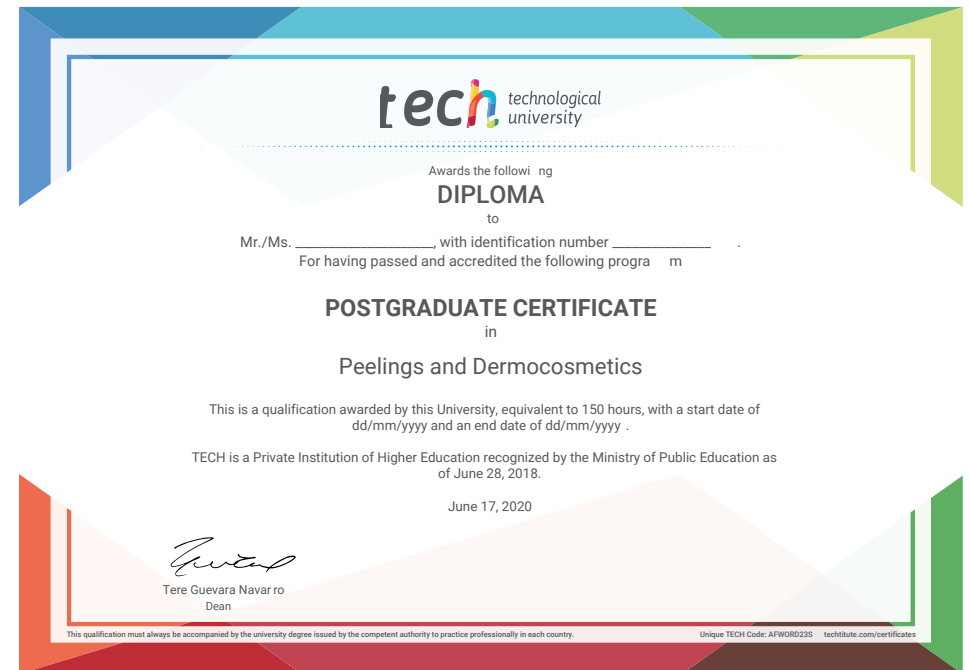 tech technological
university
Awards the followi ng
DIPLOMA
to
Mr./Ms. _____________________, with identification number _______________ .
For having passed and accredited the following progra m
POSTGRADUATE CERTIFICATE
in
Peelings and Dermocosmetics
This is a qualification awarded by this University, equivalent to 150 hours, with a start date of
dd/mm/yyyy and an end date of dd/mm/yyyy .
TECH is a Private Institution of Higher Education recognized by the Ministry of Public Education as
of June 28, 2018.
June 17, 2020
Tere Guevara Navar ro
Dean
This qualification must always be accompanied by the university degree issued by the competent authority to practice professionally in each country. Unique TECH Code: AFWORD23S techtitute.com/certificates